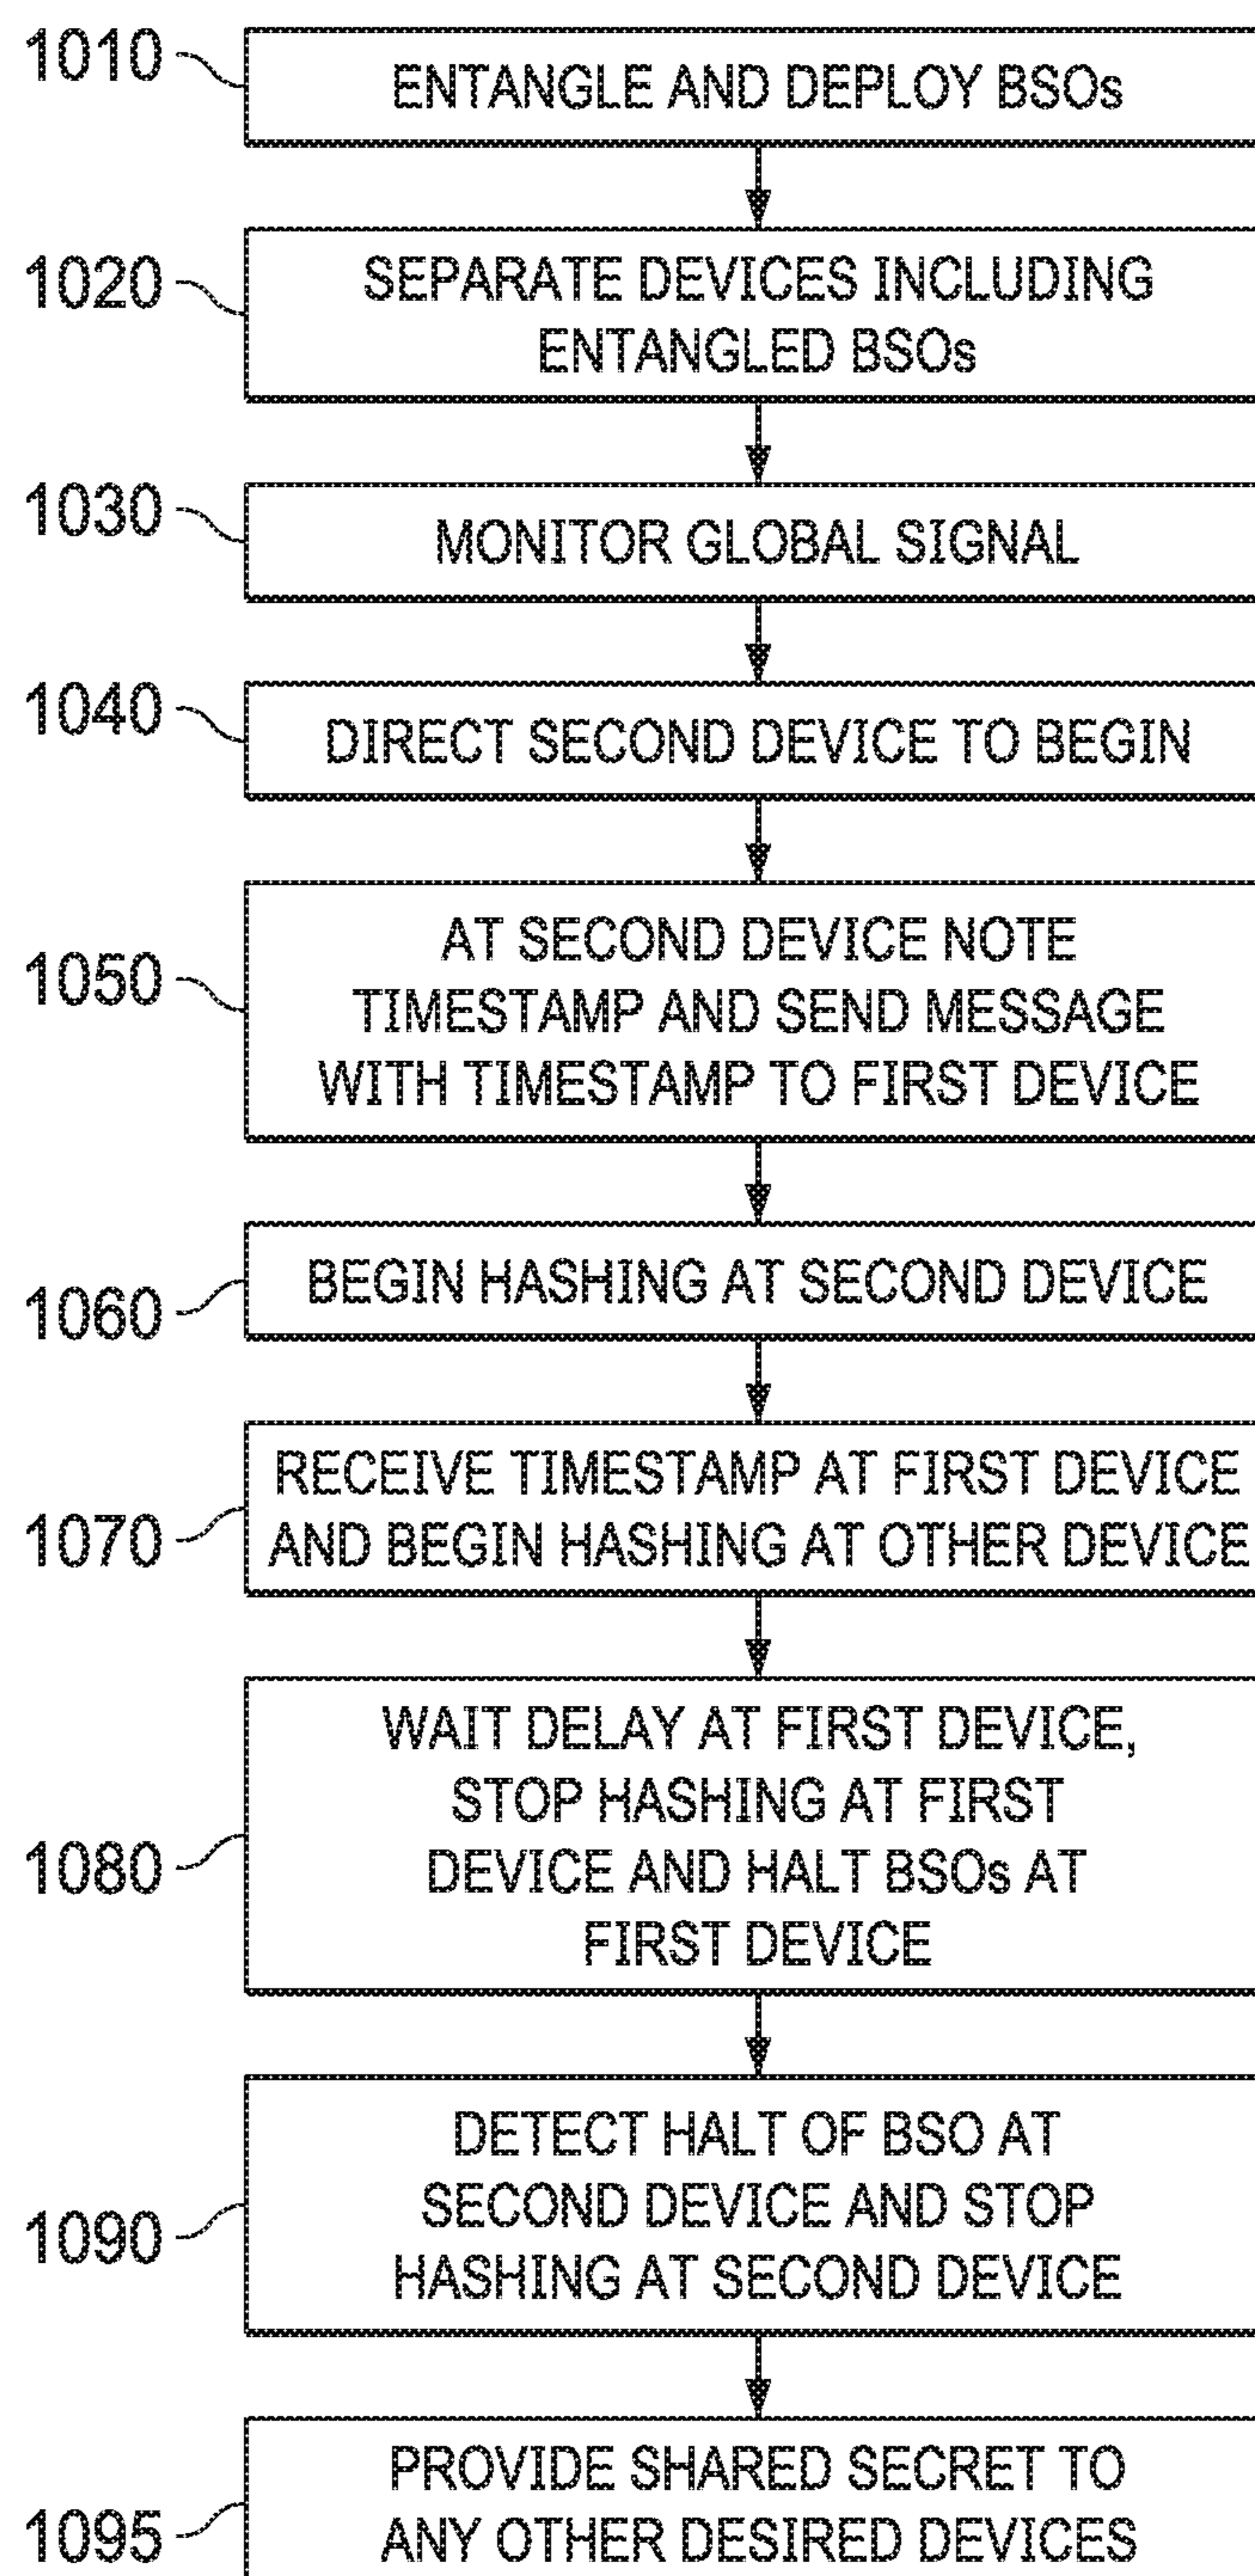 1010
ENTANGLE AND DEPLOY BSOs
1020
SEPARATE DEVICES INCLUDING
ENTANGLED BSOs
1030
MONITOR GLOBAL SIGNAL
1040
DIRECT SECOND DEVICE TO BEGIN
1050
AT SECOND DEVICE NOTE
TIMESTAMP AND SEND MESSAGE
WITH TIMESTAMP TO FIRST DEVICE
1060
BEGIN HASHING AT SECOND DEVICE
1070
RECEIVE TIMESTAMP AT FIRST DEVICE
AND BEGIN HASHING AT OTHER DEVICE
1080
WAIT DELAY AT FIRST DEVICE,
STOP HASHING AT FIRST
DEVICE AND HALT BSOs AT
FIRST DEVICE
1090
DETECT HALT OF BSO AT
SECOND DEVICE AND STOP
HASHING AT SECOND DEVICE
1095
PROVIDE SHARED SECRET TO
ANY OTHER DESIRED DEVICES